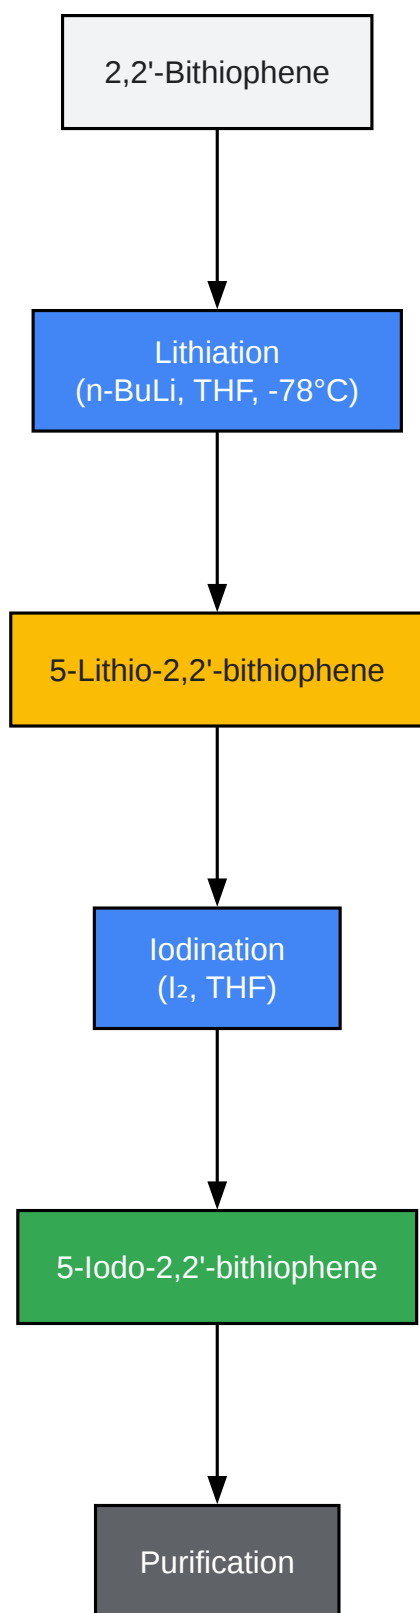 2,2'-Bithiophene
Lithiation
(n-BuLi, THF, -78°C)
5-Lithio-2,2'-bithiophene
Iodination
(I₂, THF)
5-Iodo-2,2'-bithiophene
Purification